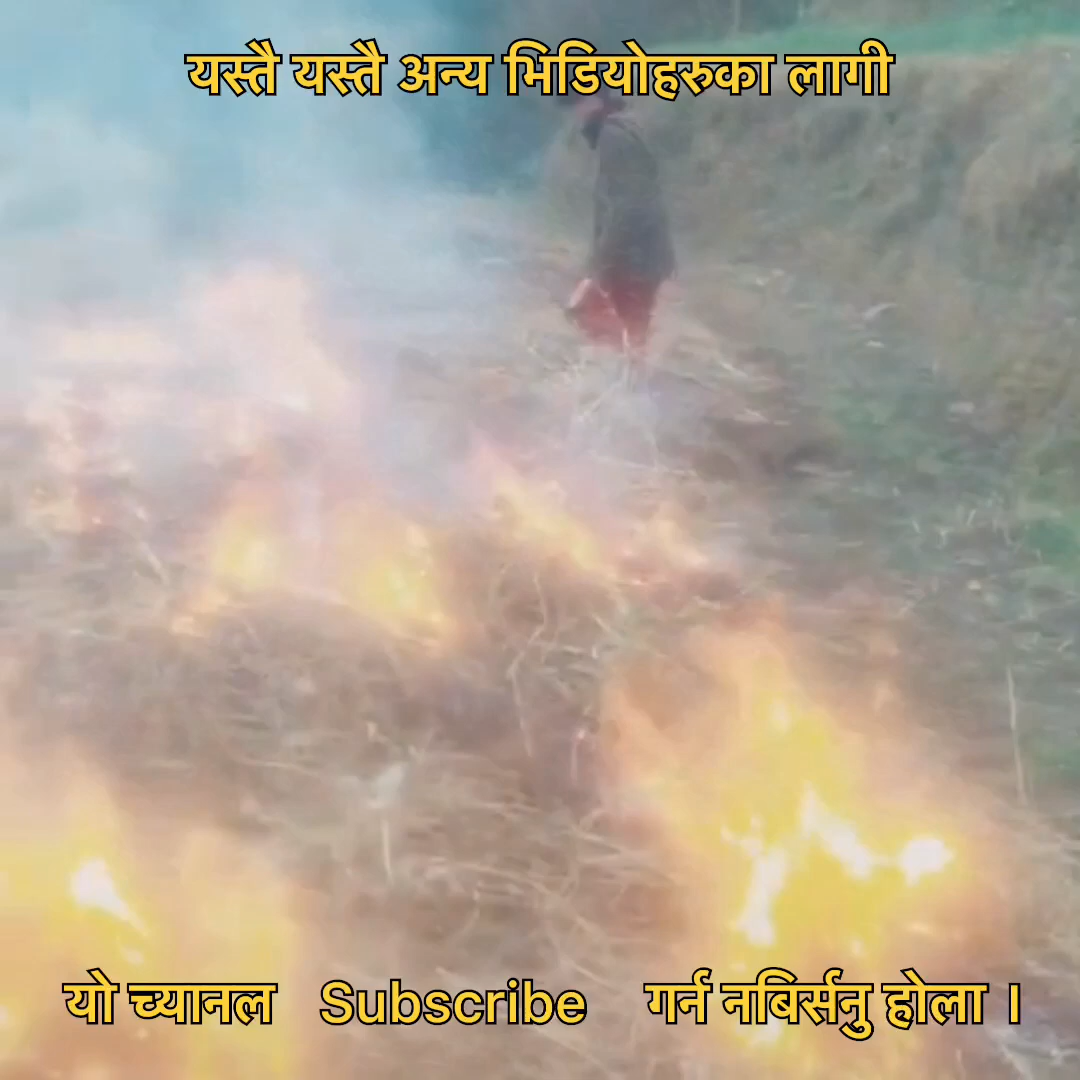 यस्तै यस्तै अन्य भिडियोहरुका लागी
यो च्यानल Subscribe गर्न नबिर्सनु होला ।